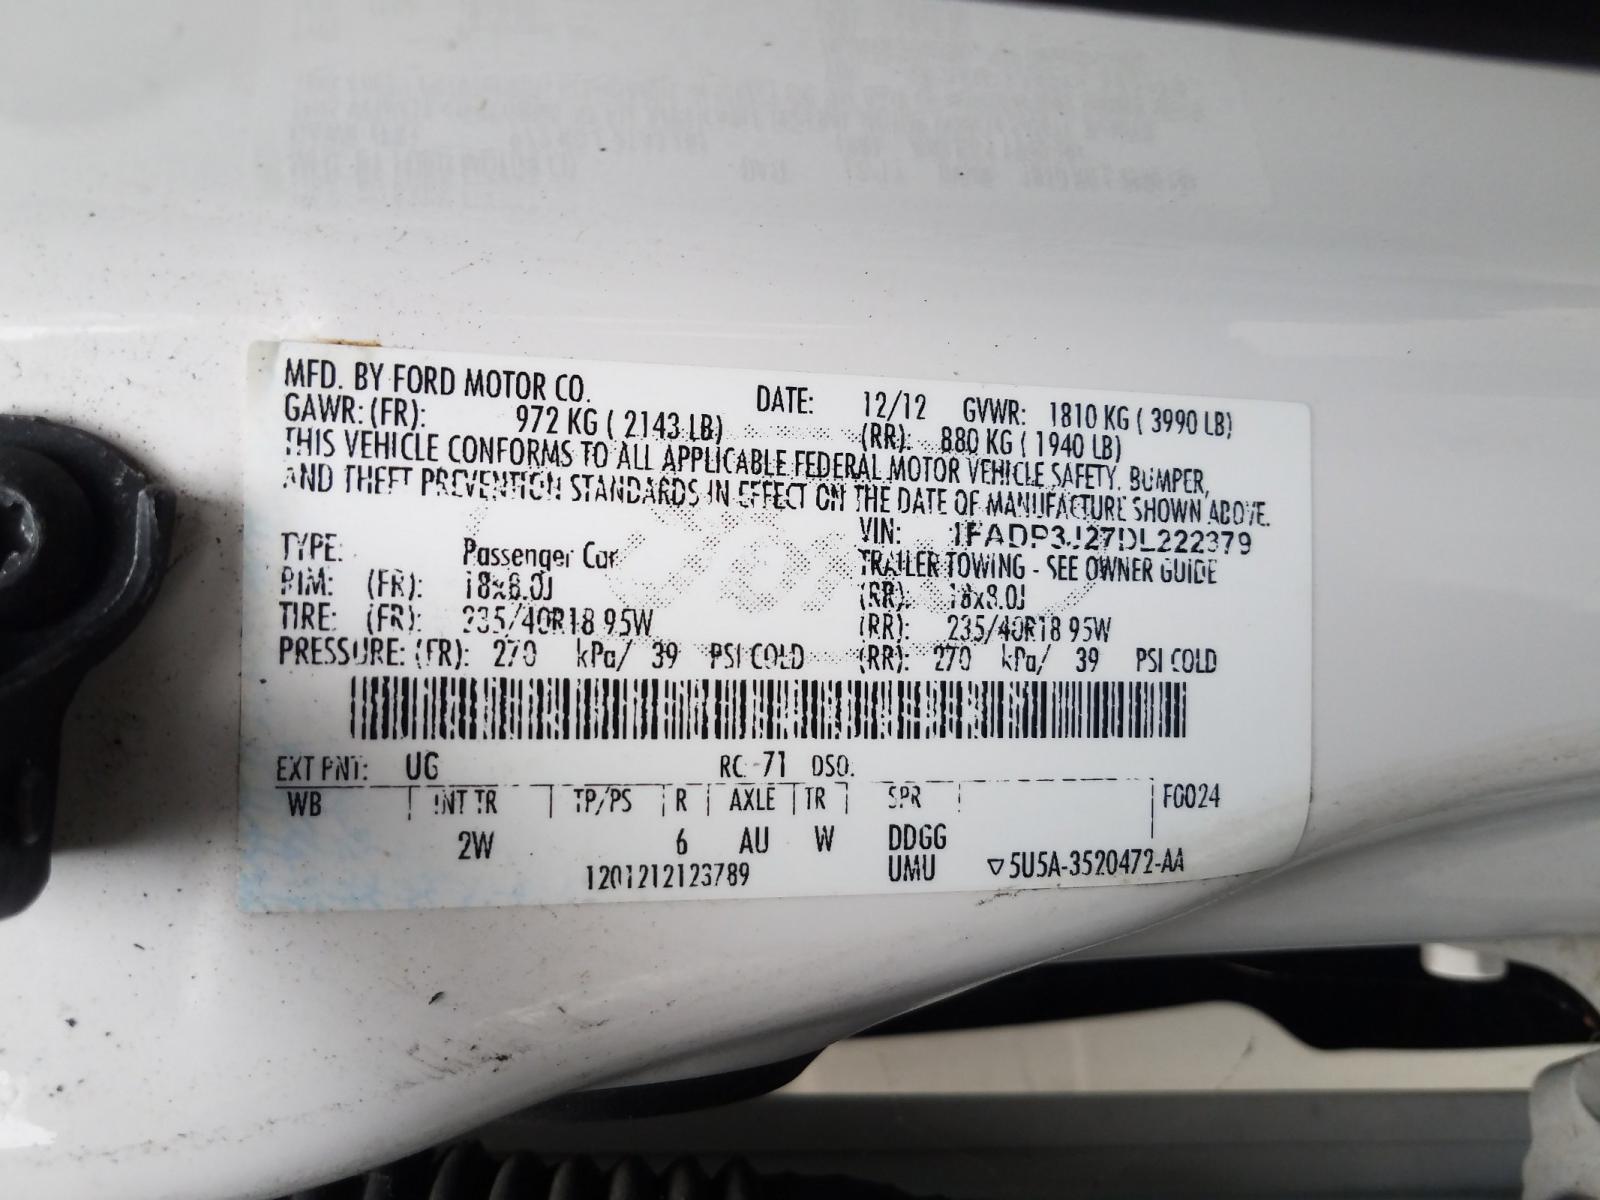 MFD. BY FORD MOTOR CO. DATE: 12/12 GVWR: 1810 KG ( 3990 LB)
GAWR: (FR): 972 KG ( 2143 LB) (RR): 880 KG ( 1940 LB)
THIS VEHICLE CONFORMS TO ALL APPLICABLE FEDERAL MOTOR VEHICLE SAFETY, BUMPER,
AND THEFT PREVENTION STANDARDS IN EFFECT ON THE DATE OF MANUFACTURE SHOWN ABOVE.
VIN: 1FADP3J27DL222379
TYPE: Passenger Car TRAILER TOWING - SEE OWNER GUIDE
RIM: (FR): 18x8.0J (RR): 18x8.0J
TIRE: (FR): 235/40R18 95W (RR): 235/40R18 95W
PRESSURE: (FR): 270 kPa/ 39 PSI COLD (RR): 270 kPa/ 39 PSI COLD
EXT PNT: UG RC: 71 DSO:
WB INT TR TP/PS R AXLE TR SPR F0024
2W 6 AU W DDGG
1201212123789 UMU ▽5U5A-3520472-AA